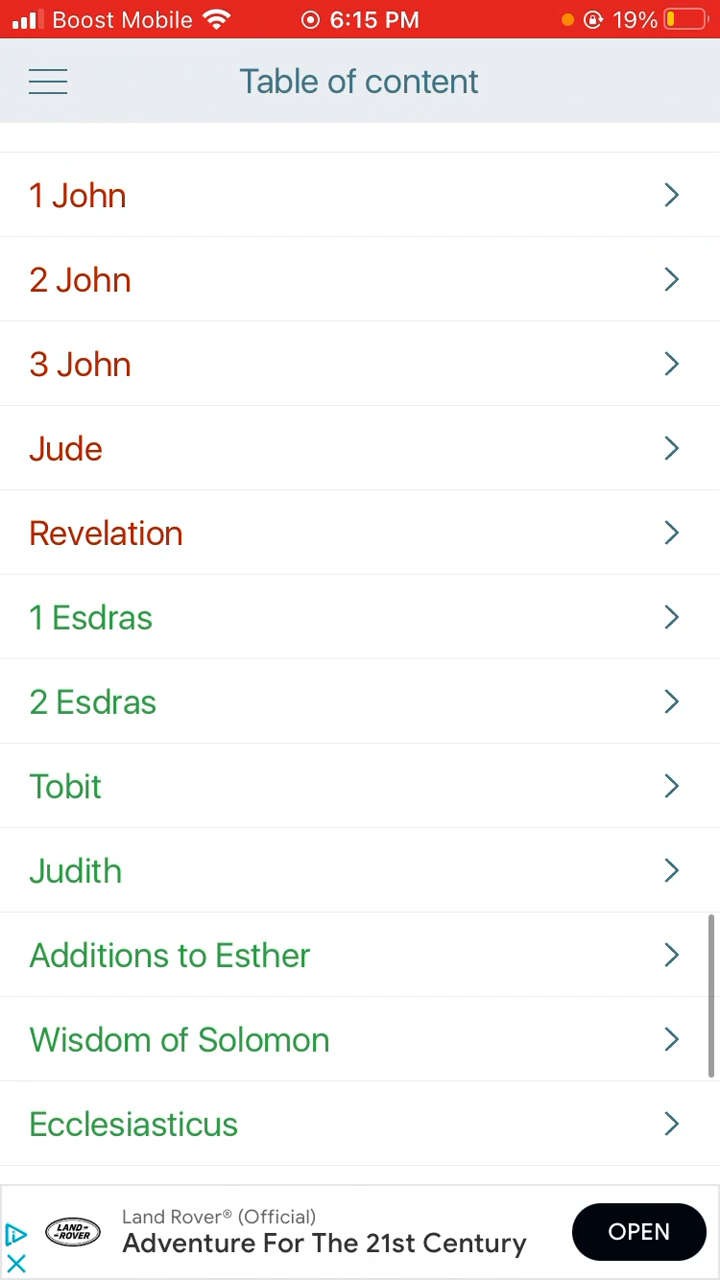 Boost Mobile 6:15 PM 19%
Table of content
1 John
2 John
3 John
Jude
Revelation
1 Esdras
2 Esdras
Tobit
Judith
Additions to Esther
Wisdom of Solomon
Ecclesiasticus
Land Rover® (Official)
LAND-
-ROVER
Adventure For The 21st Century
OPEN